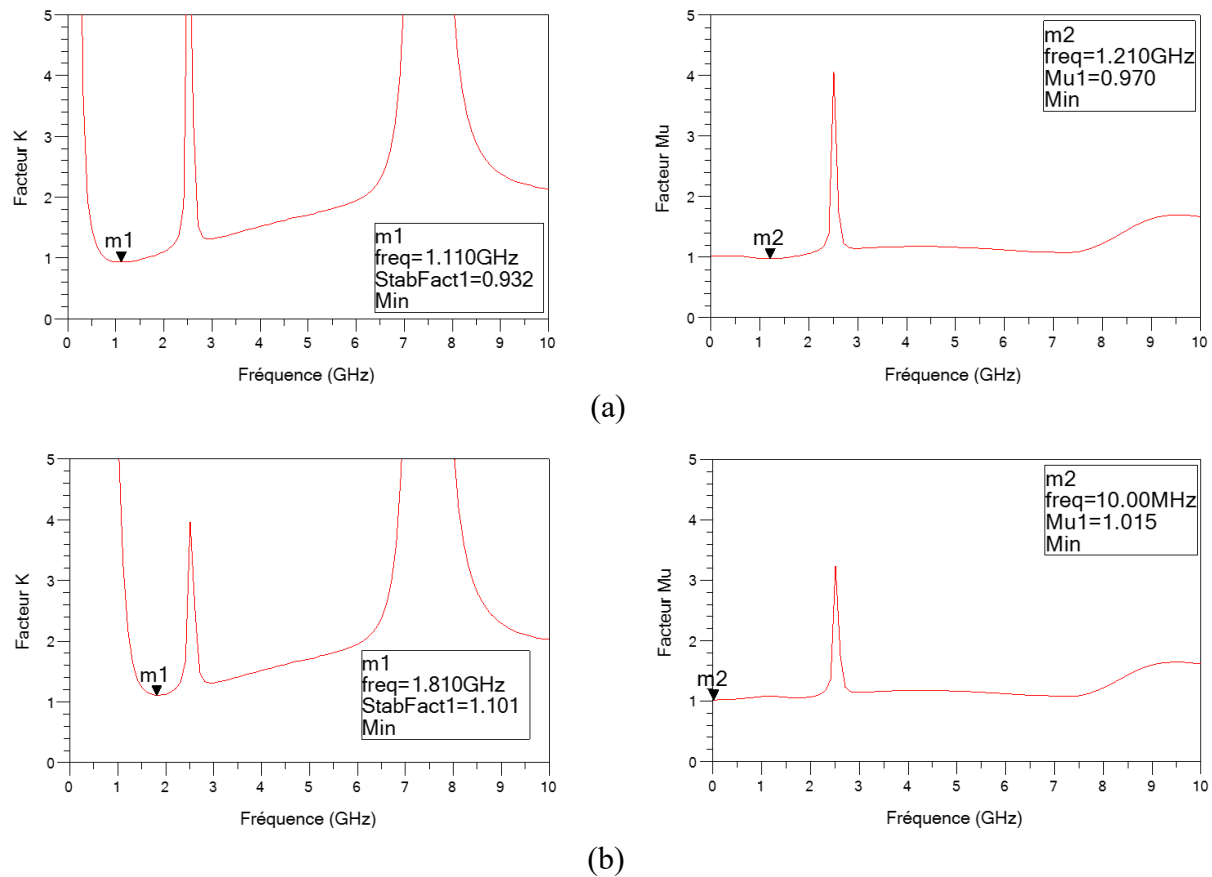 5
4
3
2
1
0
Facteur K
m1
m1
freq=1.110GHz
StabFact1=0.932
Min
0 1 2 3 4 5 6 7 8 9 10
Fréquence (GHz)
5
4
3
2
1
0
Facteur Mu
m2
m2
freq=1.210GHz
Mu1=0.970
Min
0 1 2 3 4 5 6 7 8 9 10
Fréquence (GHz)
(a)
5
4
3
2
1
0
Facteur K
m1
m1
freq=1.810GHz
StabFact1=1.101
Min
0 1 2 3 4 5 6 7 8 9 10
Fréquence (GHz)
5
4
3
2
1
0
Facteur Mu
m2
m2
freq=10.00MHz
Mu1=1.015
Min
0 1 2 3 4 5 6 7 8 9 10
Fréquence (GHz)
(b)